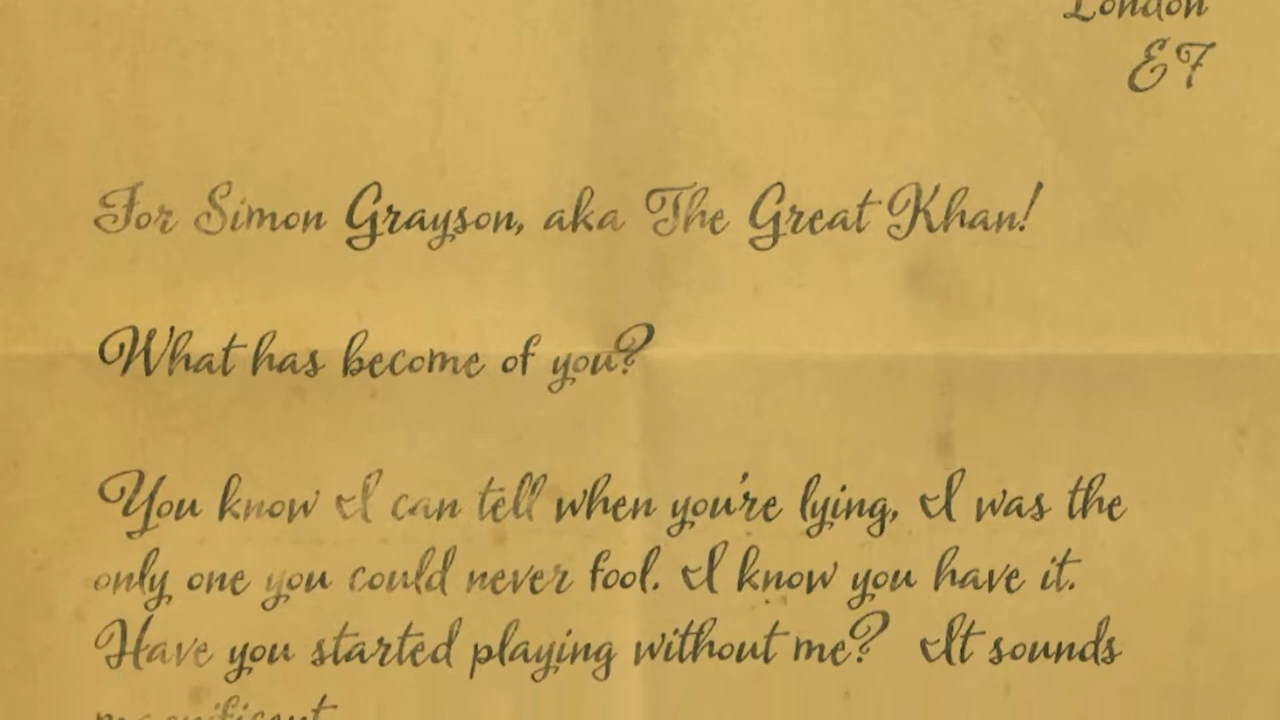 London
E7
For Simon Grayson, aka The Great Khan!
What has become of you?
You know I can tell when you're lying, I was the
only one you could never fool. I know you have it.
Have you started playing without me? It sounds
magnificent